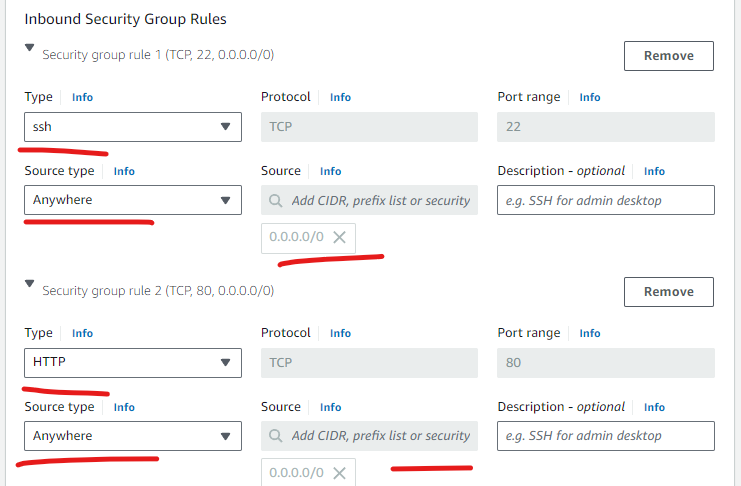 Inbound Security Group Rules
Security group rule 1 (TCP, 22, 0.0.0.0/0)
Remove
Type Info Protocol Info Port range Info
ssh TCP 22
Source type Info Source Info Description - optional Info
Anywhere Add CIDR, prefix list or security e.g. SSH for admin desktop
0.0.0.0/0
Security group rule 2 (TCP, 80, 0.0.0.0/0)
Remove
Type Info Protocol Info Port range Info
HTTP TCP 80
Source type Info Source Info Description - optional Info
Anywhere Add CIDR, prefix list or security e.g. SSH for admin desktop
0.0.0.0/0